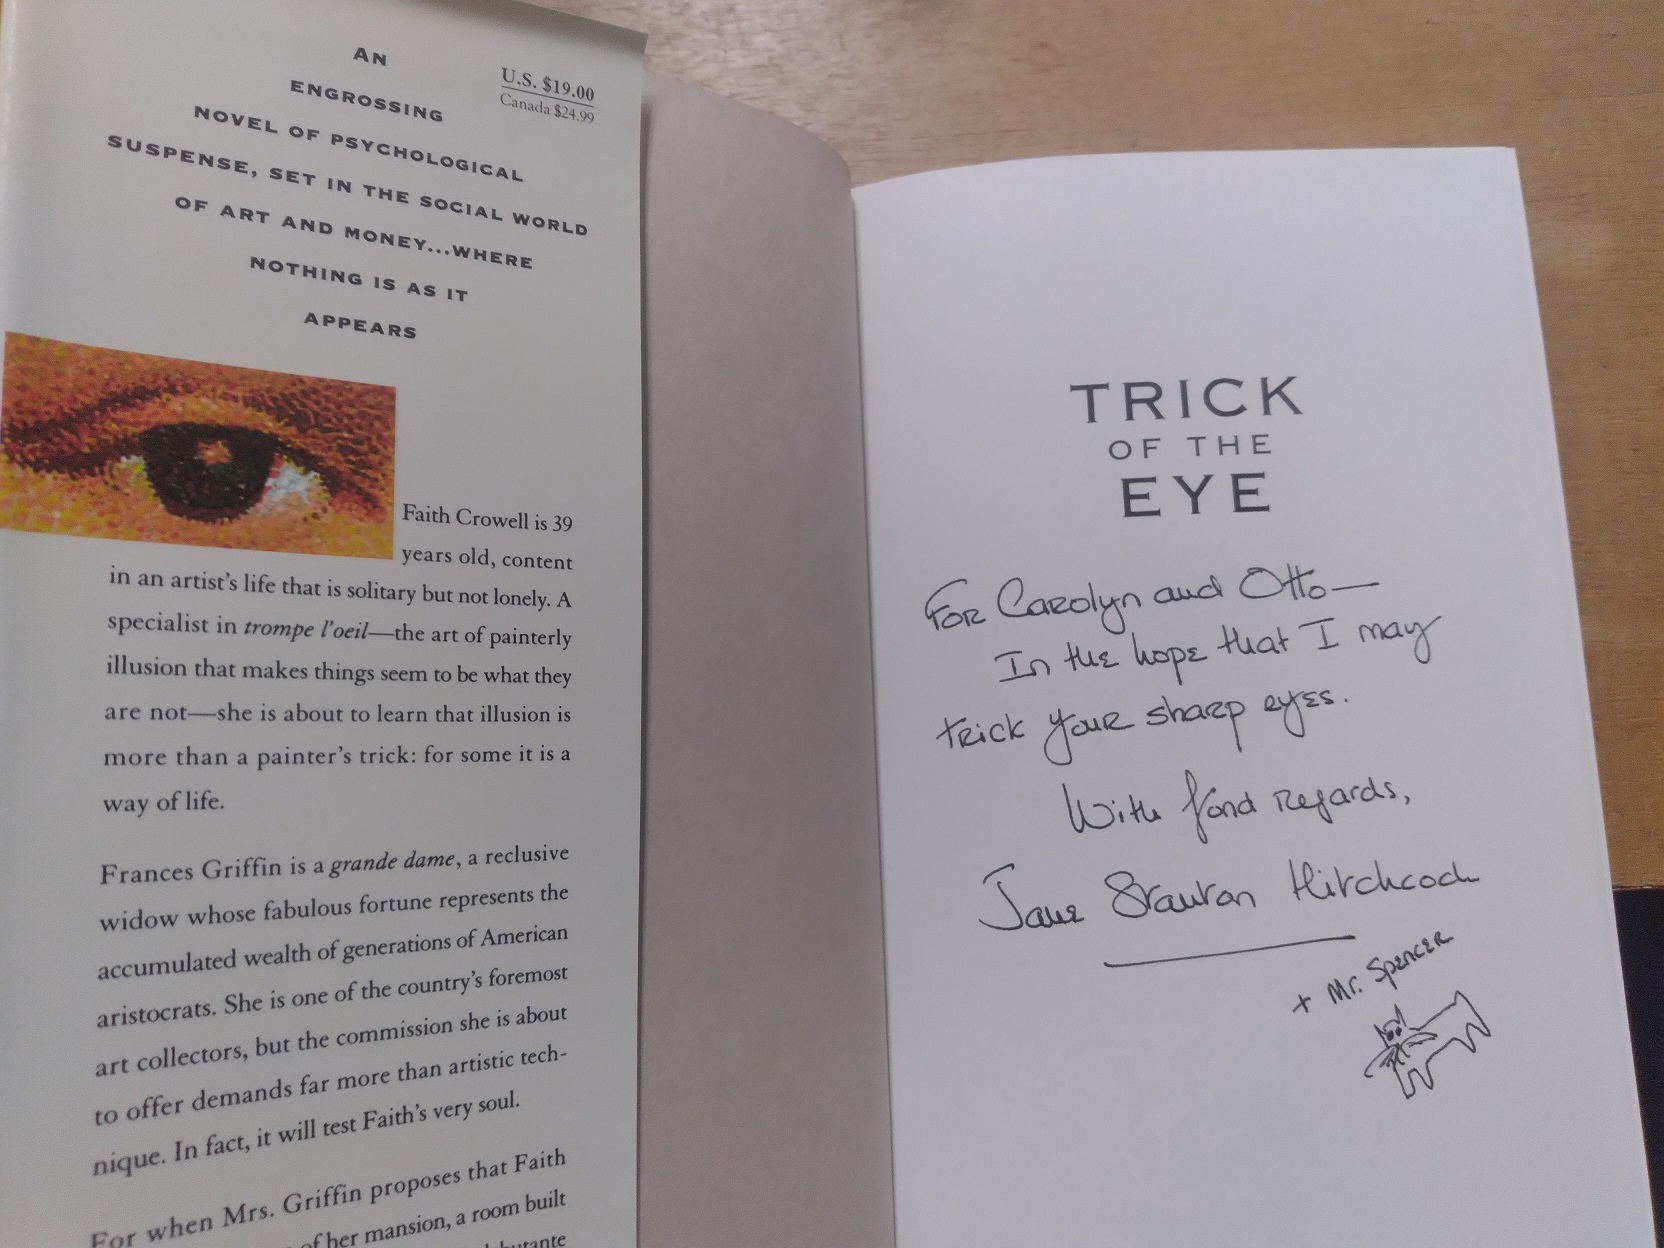 AN
ENGROSSING
NOVEL OF PSYCHOLOGICAL
SUSPENSE, SET IN THE SOCIAL WORLD
OF ART AND MONEY...WHERE
NOTHING IS AS IT
APPEARS
U.S. $19.00
Canada $24.99
Faith Crowell is 39
years old, content
in an artist's life that is solitary but not lonely. A
specialist in trompe l'oeil—the art of painterly
illusion that makes things seem to be what they
are not—she is about to learn that illusion is
more than a painter's trick: for some it is a
way of life.
Frances Griffin is a grande dame, a reclusive
widow whose fabulous fortune represents the
accumulated wealth of generations of American
aristocrats. She is one of the country's foremost
art collectors, but the commission she is about
to offer demands far more than artistic tech-
nique. In fact, it will test Faith's very soul.
For when Mrs. Griffin proposes that Faith
of her mansion, a room built
TRICK
OF THE
EYE
For Carolyn and Otto—
In the hope that I may
trick your sharp eyes.
With fond regards,
Jane Stanton Hitchcock
+ Mr. Spencer